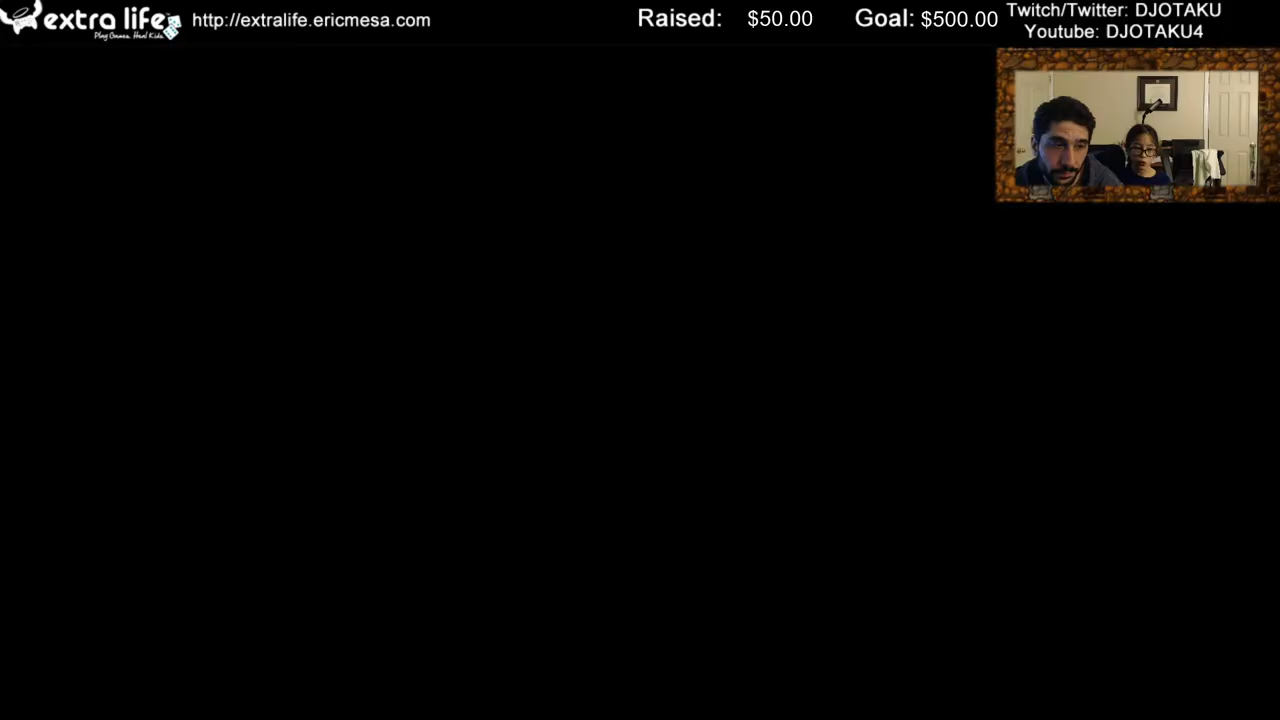 extra life
Play Games. Heal Kids.
http://extralife.ericmesa.com
Raised: $50.00
Goal: $500.00
Twitch/Twitter: DJOTAKU
Youtube: DJOTAKU4